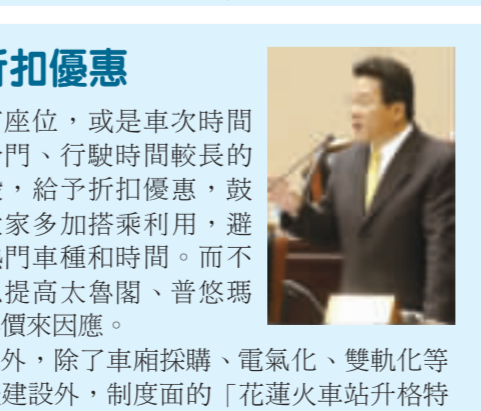 折扣優惠
座位，或是車次時間
門、行駛時間較長的
，給予折扣優惠，鼓
家多加搭乘利用，避
門車種和時間。而不
提高太魯閣、普悠瑪
價來因應。
外，除了車廂採購、電氣化、雙軌化等
建設外，制度面的「花蓮火車站升格特